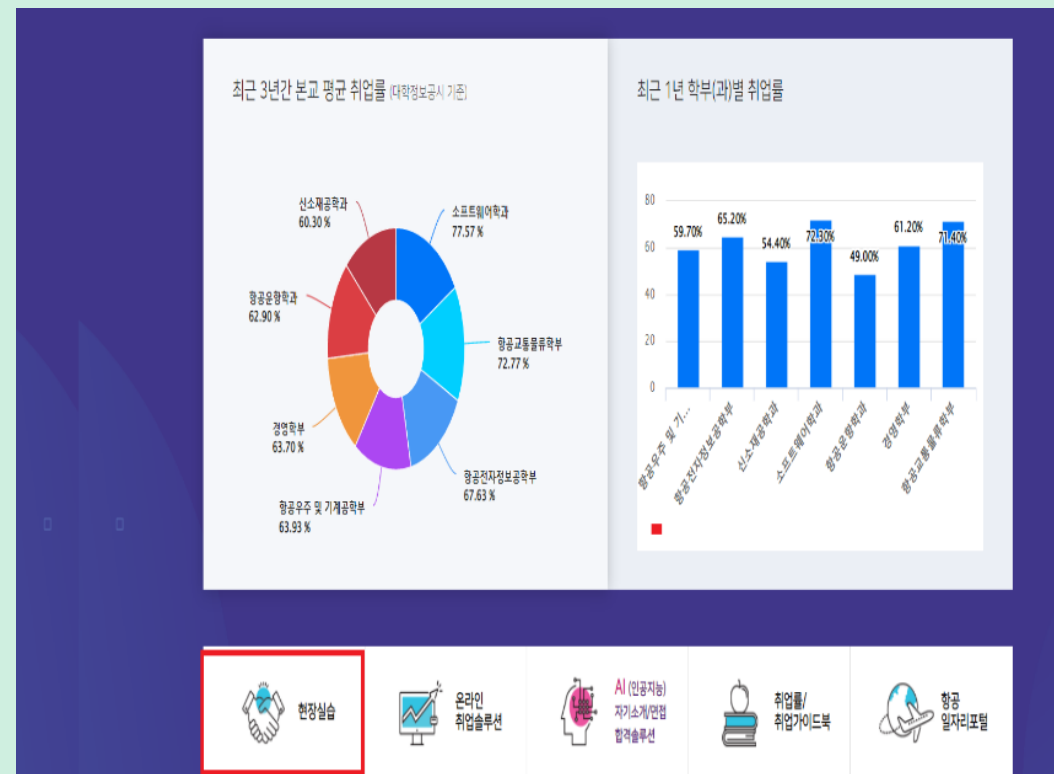 최근 3년간 본교 평균 취업률 (대학정보공시 기준)
신소재공학과
60.30 %
소프트웨어학과
77.57 %
항공운항학과
62.90 %
항공교통물류학부
72.77 %
경영학부
63.70 %
항공전자정보공학부
67.63 %
항공우주 및 기계공학부
63.93 %
최근 1년 학부(과)별 취업률
80
60
40
20
0
59.70%
65.20%
54.40%
72.30%
49.00%
61.20%
71.40%
항공우주 및 기...
항공전자정보공학부
신소재공학과
소프트웨어학과
항공운항학과
경영학부
항공교통물류학부
현장실습
온라인
취업솔루션
AI (인공지능)
자기소개/면접
합격솔루션
취업률/
취업가이드북
항공
일자리포털